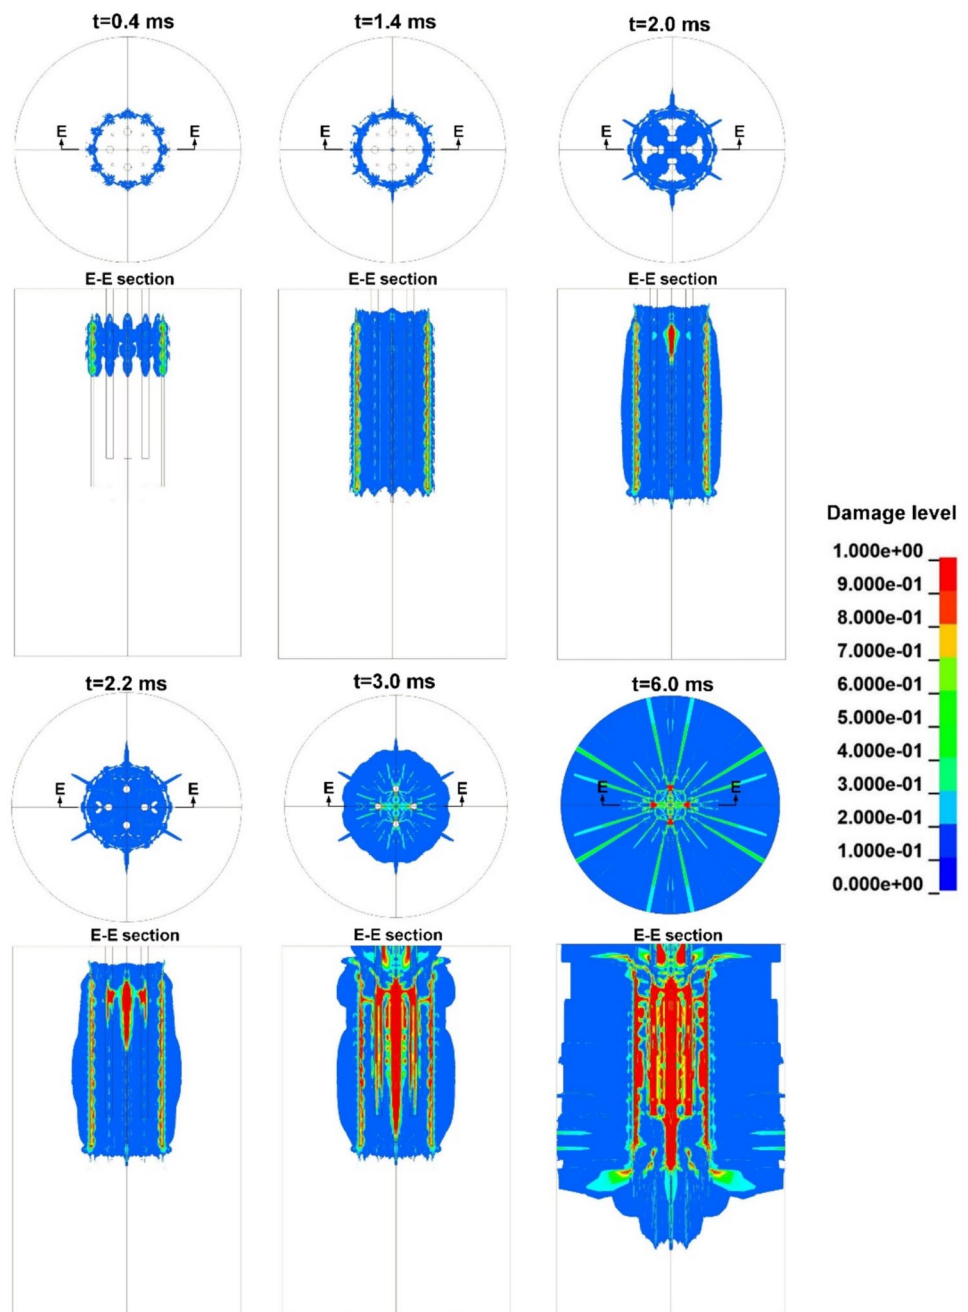 t=0.4 ms
t=1.4 ms
t=2.0 ms
E
E
E
E
E
E
E-E section
E-E section
E-E section
Damage level
1.000e+00
9.000e-01
8.000e-01
7.000e-01
6.000e-01
5.000e-01
4.000e-01
3.000e-01
2.000e-01
1.000e-01
0.000e+00
t=2.2 ms
t=3.0 ms
t=6.0 ms
E
E
E
E
E
E
E-E section
E-E section
E-E section